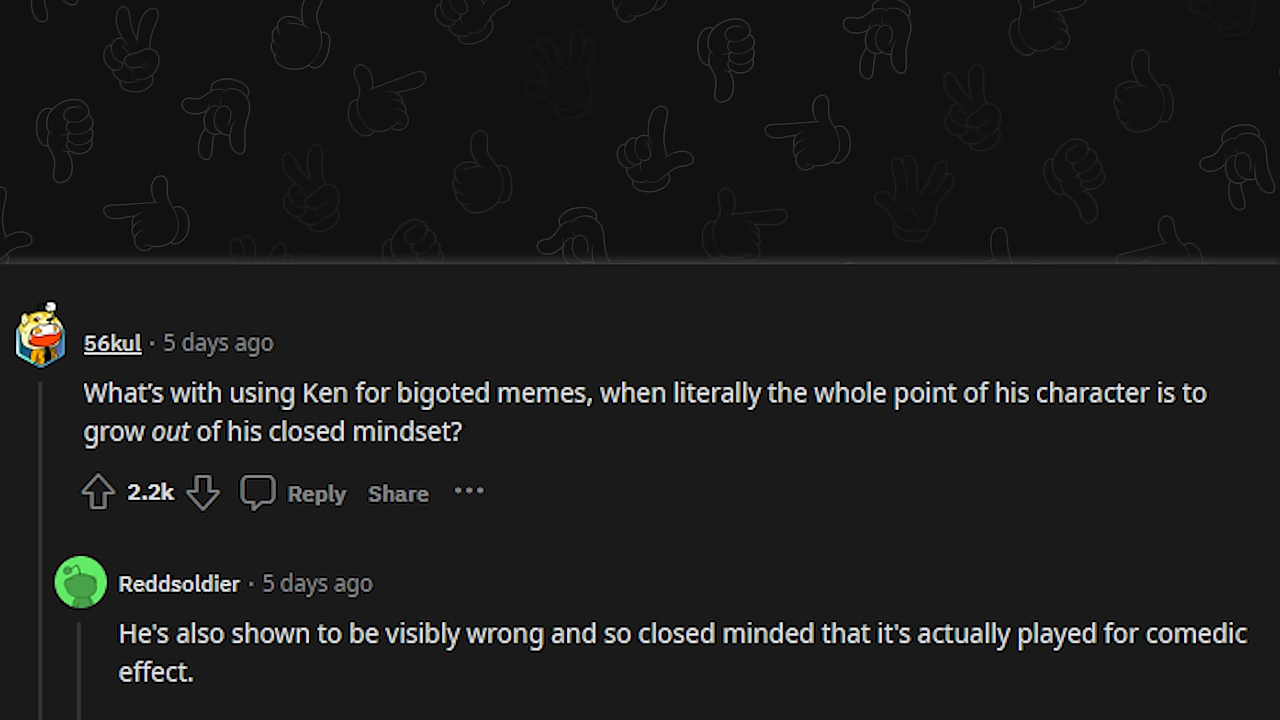 56kul · 5 days ago
What's with using Ken for bigoted memes, when literally the whole point of his character is to
grow out of his closed mindset?
2.2k Reply Share ···
Reddsoldier · 5 days ago
He's also shown to be visibly wrong and so closed minded that it's actually played for comedic
effect.